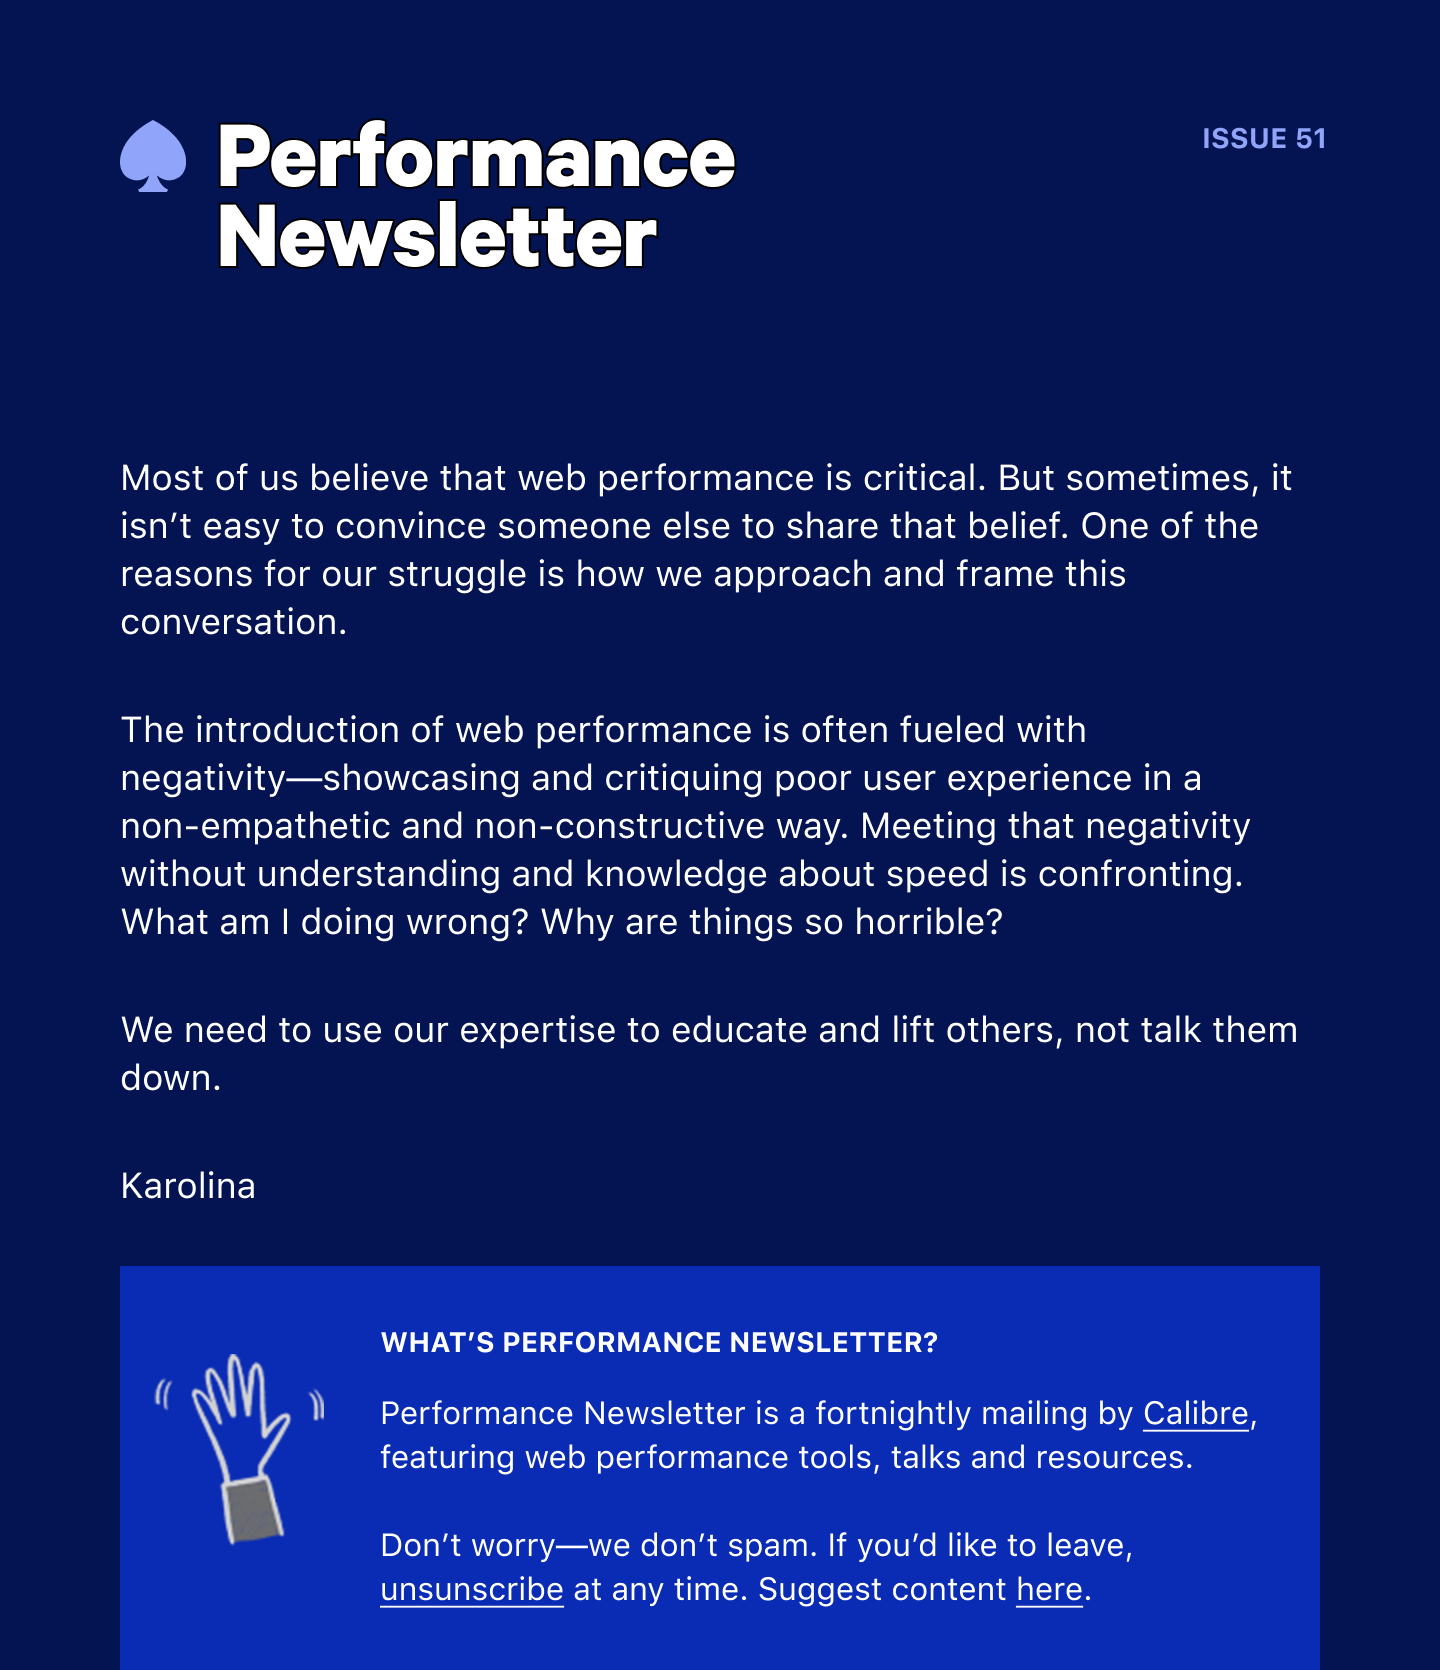 Performance
Newsletter
ISSUE 51
Most of us believe that web performance is critical. But sometimes, it
isn’t easy to convince someone else to share that belief. One of the
reasons for our struggle is how we approach and frame this
conversation.
The introduction of web performance is often fueled with
negativity—showcasing and critiquing poor user experience in a
non-empathetic and non-constructive way. Meeting that negativity
without understanding and knowledge about speed is confronting.
What am I doing wrong? Why are things so horrible?
We need to use our expertise to educate and lift others, not talk them
down.
Karolina
WHAT’S PERFORMANCE NEWSLETTER?
Performance Newsletter is a fortnightly mailing by Calibre,
featuring web performance tools, talks and resources.
Don’t worry—we don’t spam. If you’d like to leave,
unsunscribe at any time. Suggest content here.